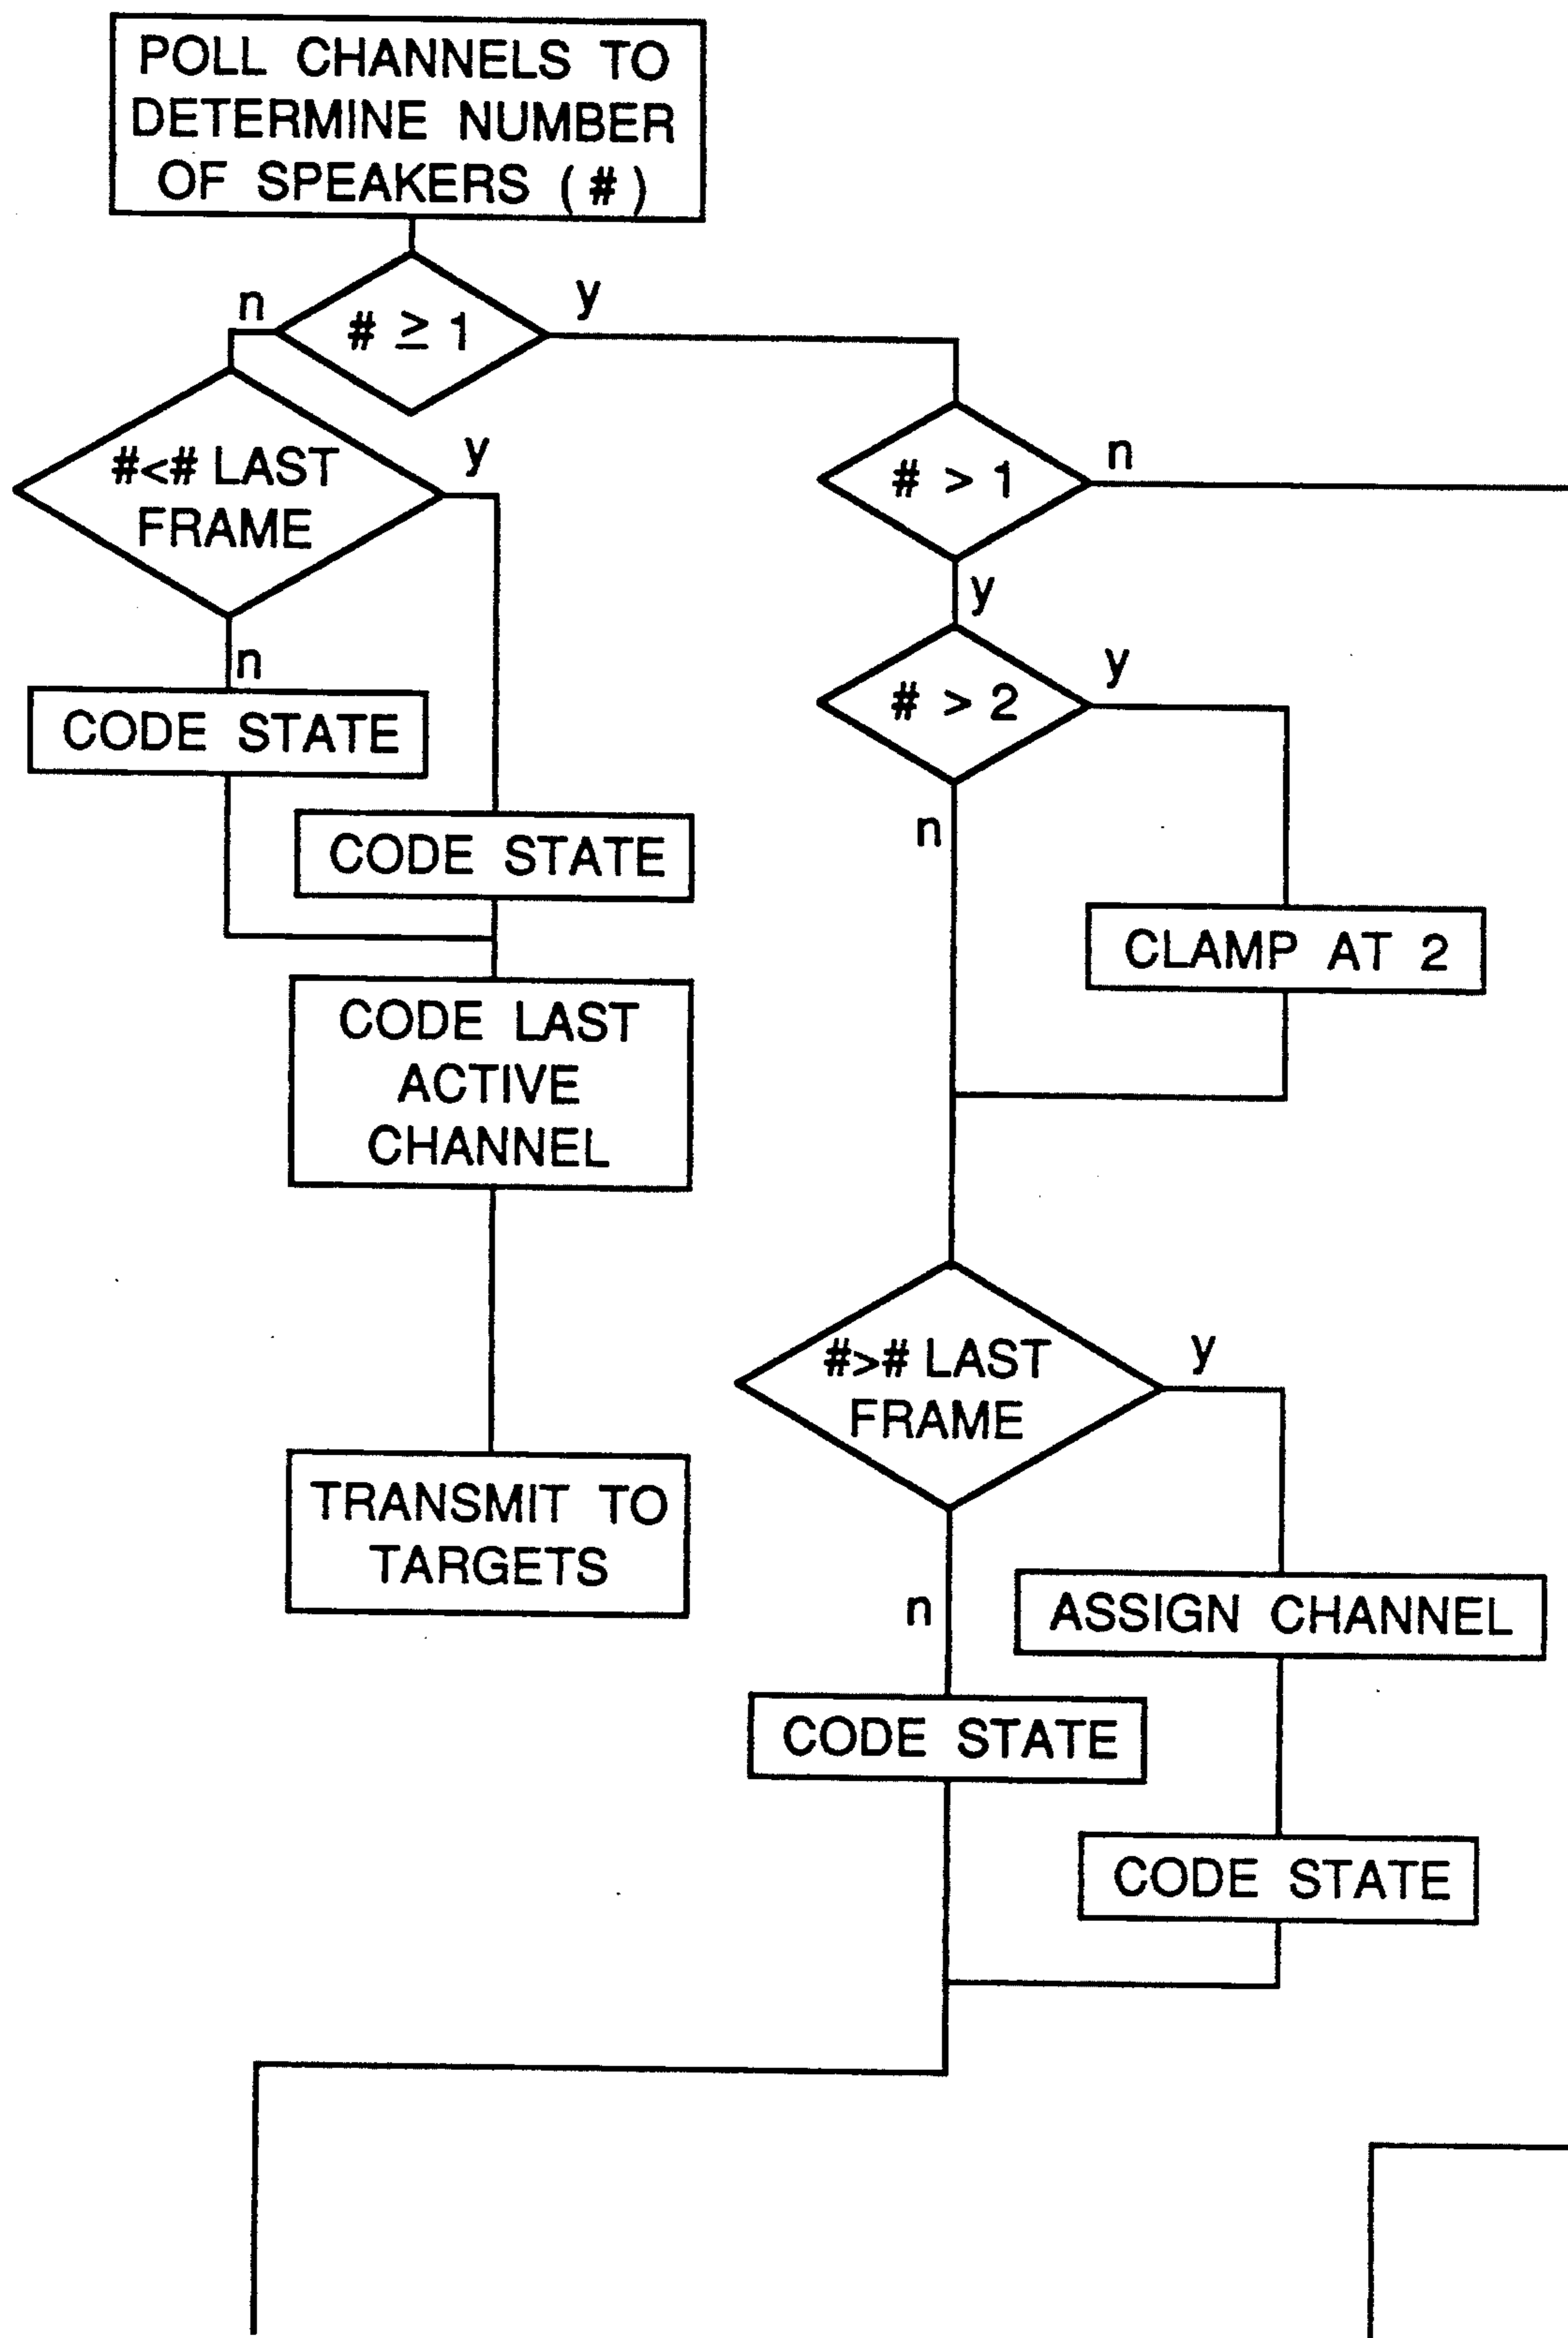 POLL CHANNELS TO
DETERMINE NUMBER
OF SPEAKERS (#)
n
# ≥ 1
y
#<# LAST
FRAME
y
n
CODE STATE
CODE STATE
CODE LAST
ACTIVE
CHANNEL
TRANSMIT TO
TARGETS
# > 1
n
y
# > 2
y
n
CLAMP AT 2
#># LAST
FRAME
y
n
ASSIGN CHANNEL
CODE STATE
CODE STATE